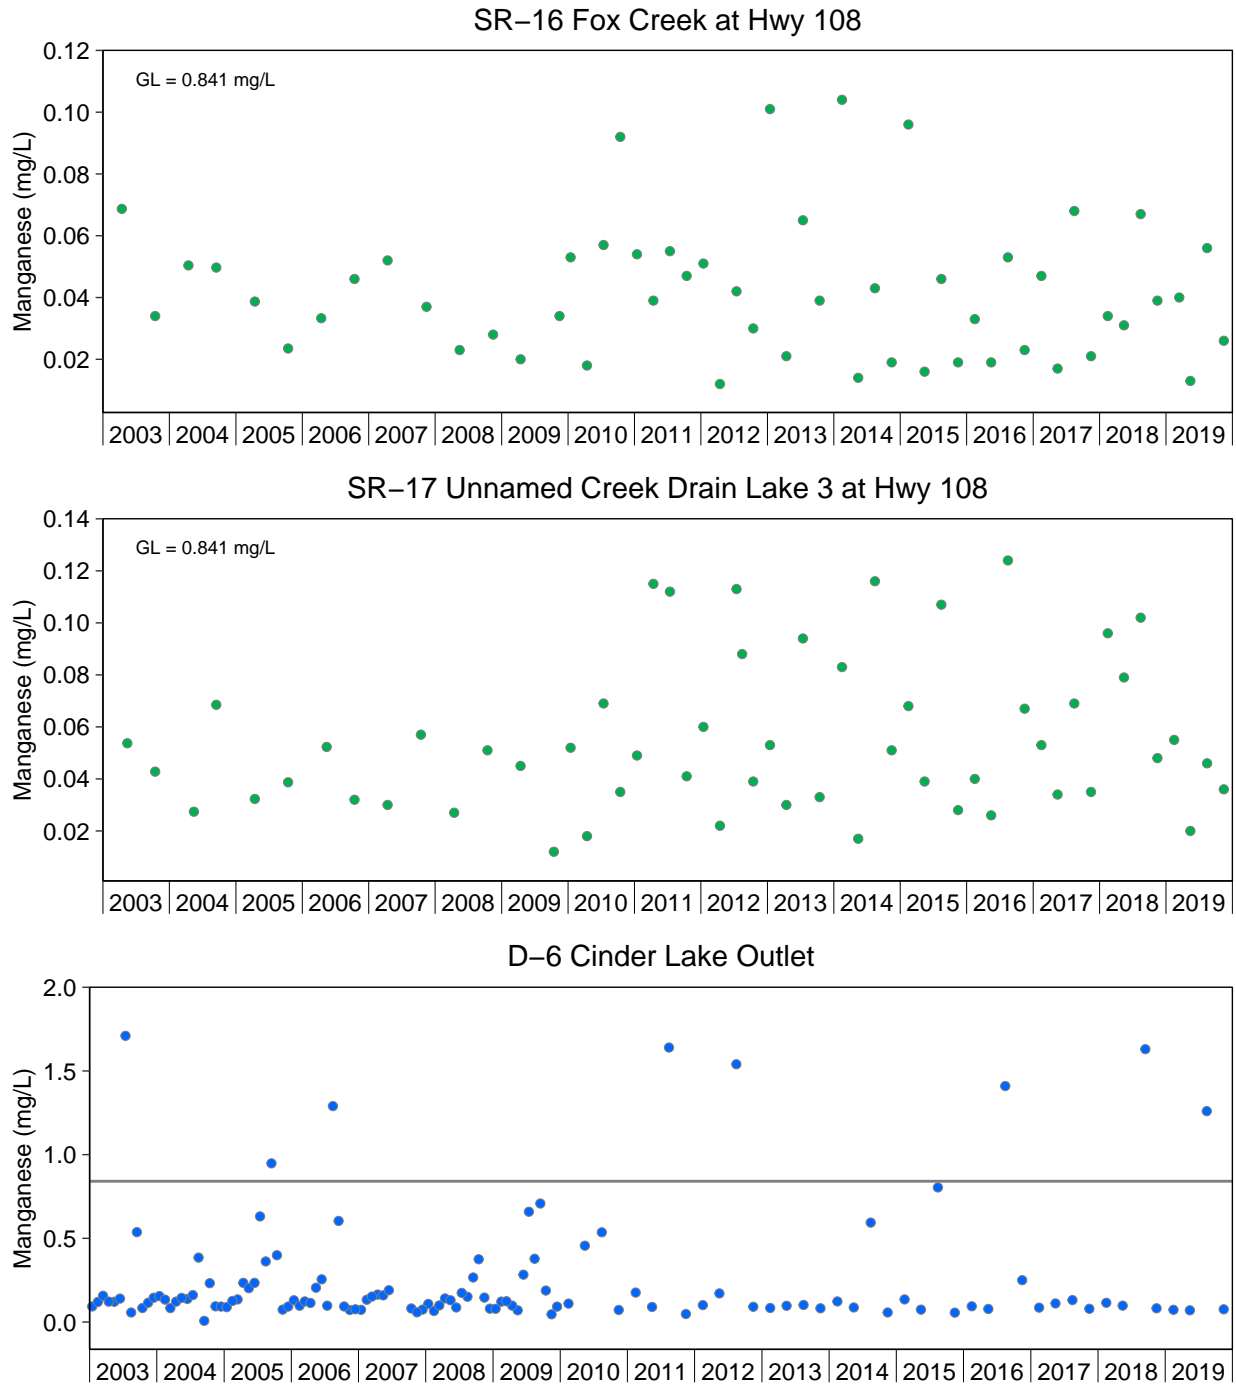 SR−16 Fox Creek at Hwy 108
GL = 0.841 mg/L
Manganese (mg/L)
0.12
0.10
0.08
0.06
0.04
0.02
2003 2004 2005 2006 2007 2008 2009 2010 2011 2012 2013 2014 2015 2016 2017 2018 2019
SR−17 Unnamed Creek Drain Lake 3 at Hwy 108
GL = 0.841 mg/L
Manganese (mg/L)
0.14
0.12
0.10
0.08
0.06
0.04
0.02
2003 2004 2005 2006 2007 2008 2009 2010 2011 2012 2013 2014 2015 2016 2017 2018 2019
D−6 Cinder Lake Outlet
Manganese (mg/L)
2.0
1.5
1.0
0.5
0.0
2003 2004 2005 2006 2007 2008 2009 2010 2011 2012 2013 2014 2015 2016 2017 2018 2019